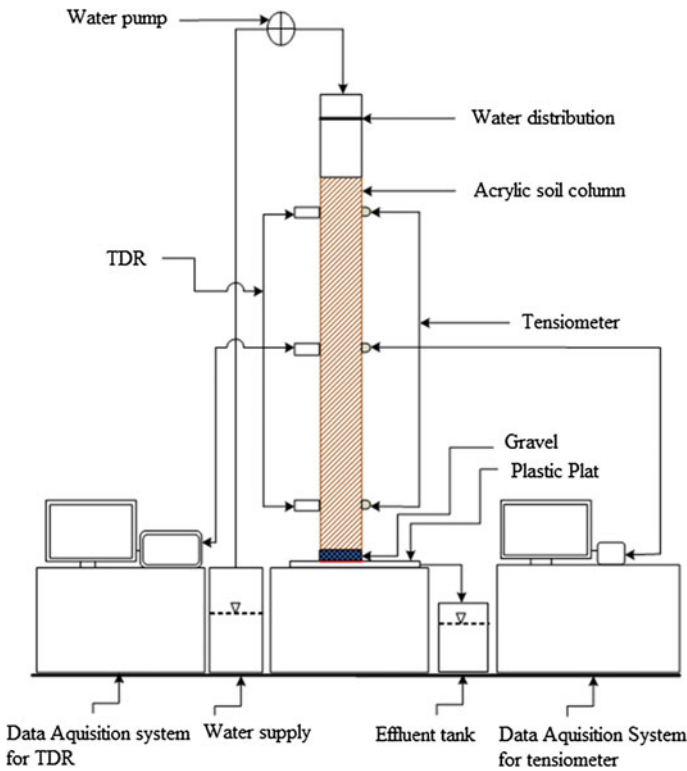 Water pump
Water distribution
Acrylic soil column
TDR
Tensiometer
Gravel
Plastic Plat
Data Aquisition system
for TDR
Water supply
Effluent tank
Data Aquisition System
for tensiometer